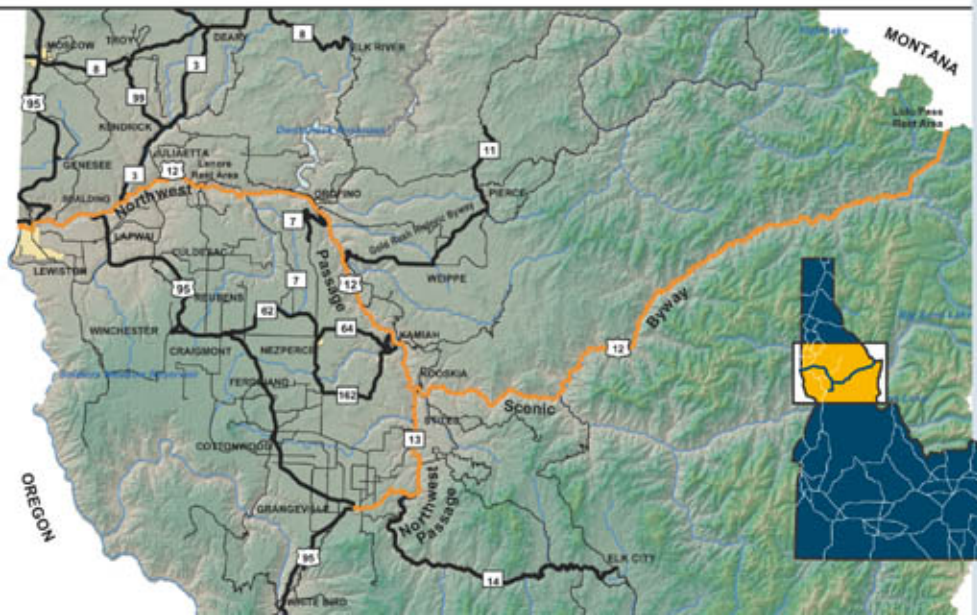 MONTANA
MOSCOW
TROY
DEARY
8
ELK RIVER
8
3
95
99
KENDRICK
11
Lolo Pass
Rest Area
JULIAETTA
GENESEE
12
Lenore
Rest Area
3
SPALDING
Northwest
OROFINO
PIERCE
7
Gold Rush Historic Byway
LAPWAI
CULDESAC
LEWISTON
Passage
7
WEIPPE
12
95
REUBENS
62
Byway
WINCHESTER
64
KAMIAH
CRAIGMONT
NEZPERCE
12
KOOSKIA
FERDINAND
162
Scenic
STITES
13
COTTONWOOD
OREGON
GRANGEVILLE
Northwest
Passage
95
ELK CITY
14
WHITE BIRD